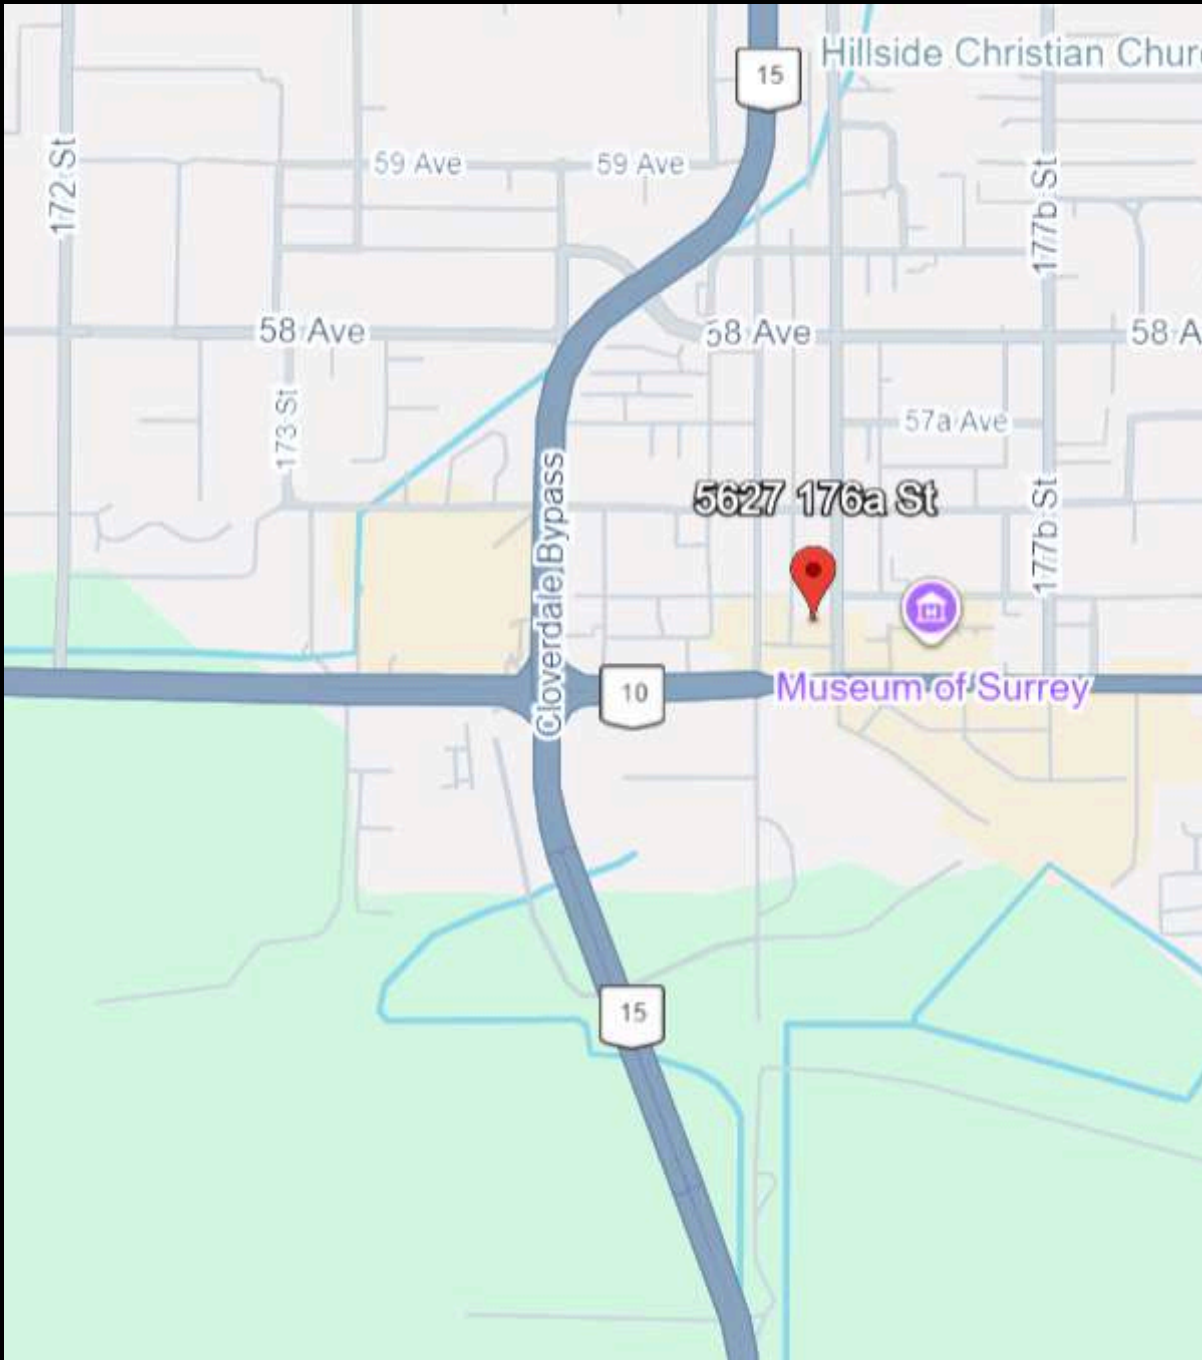 Hillside Christian Chur
15
172 St
59 Ave
59 Ave
177b St
58 Ave
58 Ave
58 A
173 St
57a Ave
Cloverdale Bypass
5627 176a St
177b St
10
Museum of Surrey
15